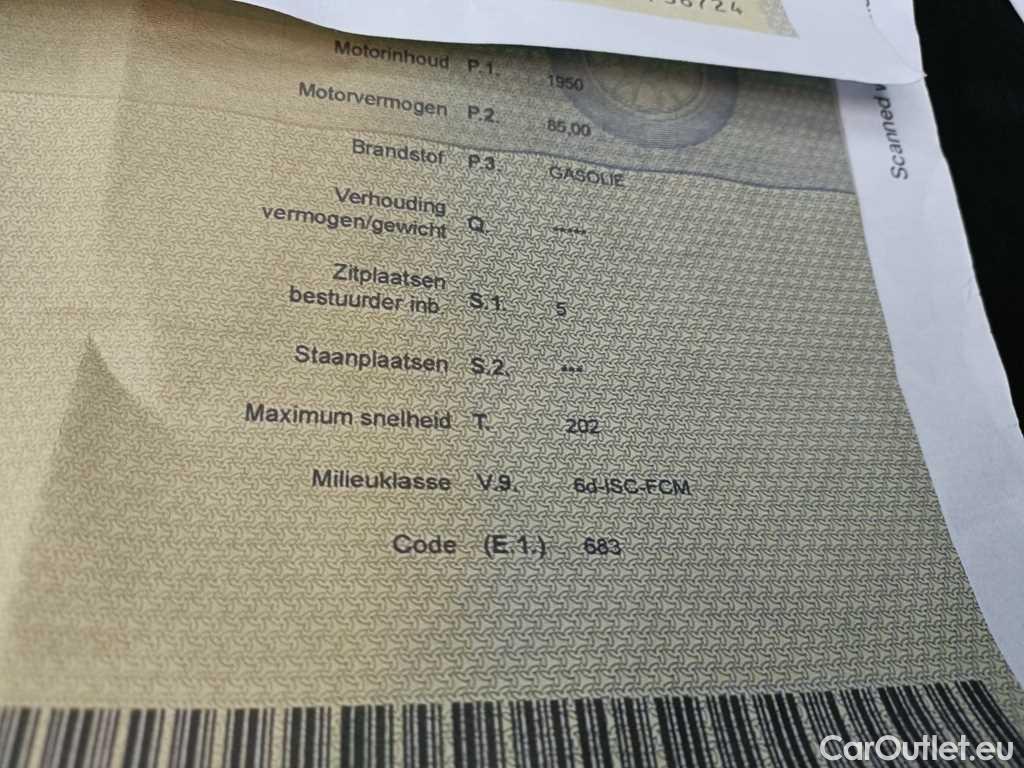 Motorinhoud P.1. 1950
Motorvermogen P.2. 85,00
Brandstof P.3. GASOLIE
Verhouding
vermogen/gewicht Q. -----
Zitplaatsen
bestuurder inb. S.1. 5
Staanplaatsen S.2. ---
Maximum snelheid T. 202
Milieuklasse V.9. 6d-ISC-FCM
Code (E.1.) 683
Scanned
CarOutlet.eu